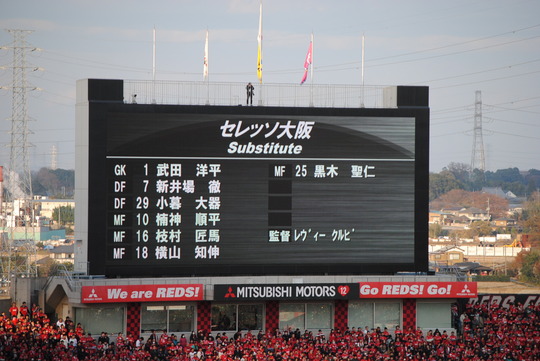 セレッソ大阪
Substitute
GK 1 武田 洋平
DF 7 新井場 徹
DF 29 小暮 大器
MF 10 楠神 順平
MF 16 枝村 匠馬
MF 18 横山 知伸
MF 25 黒木 聖仁
監督 レヴィー クルピ
We are REDS!
MITSUBISHI MOTORS 12
Go REDS! Go!